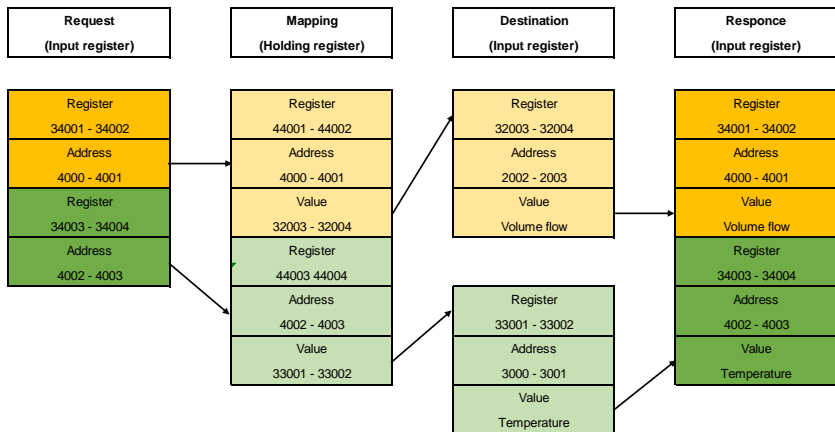 Request
(Input register)
Mapping
(Holding register)
Destination
(Input register)
Responce
(Input register)
Register
34001 - 34002
Address
4000 - 4001
Register
34003 - 34004
Address
4002 - 4003
Register
44001 - 44002
Address
4000 - 4001
Value
32003 - 32004
Register
44003 44004
Address
4002 - 4003
Value
33001 - 33002
Register
32003 - 32004
Address
2002 - 2003
Value
Volume flow
Register
33001 - 33002
Address
3000 - 3001
Value
Temperature
Register
34001 - 34002
Address
4000 - 4001
Value
Volume flow
Register
34003 - 34004
Address
4002 - 4003
Value
Temperature